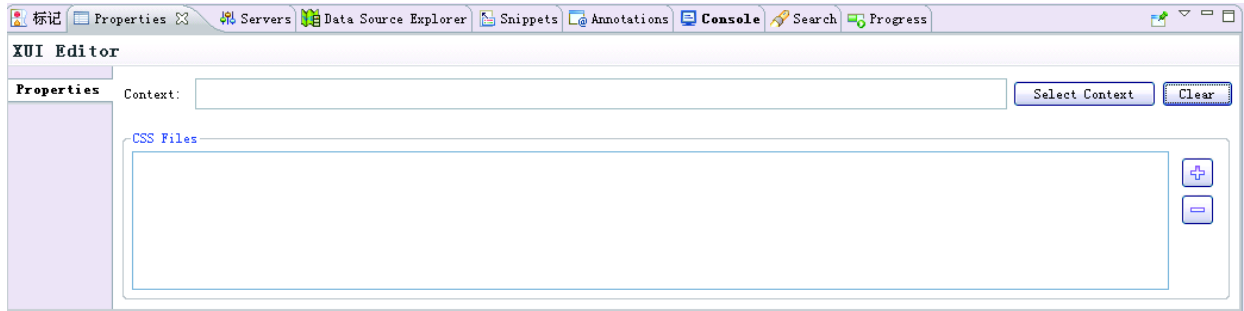 标记 Properties Servers Data Source Explorer Snippets Annotations Console Search Progress
XUI Editor
Properties
Context: Select Context Clear
CSS Files